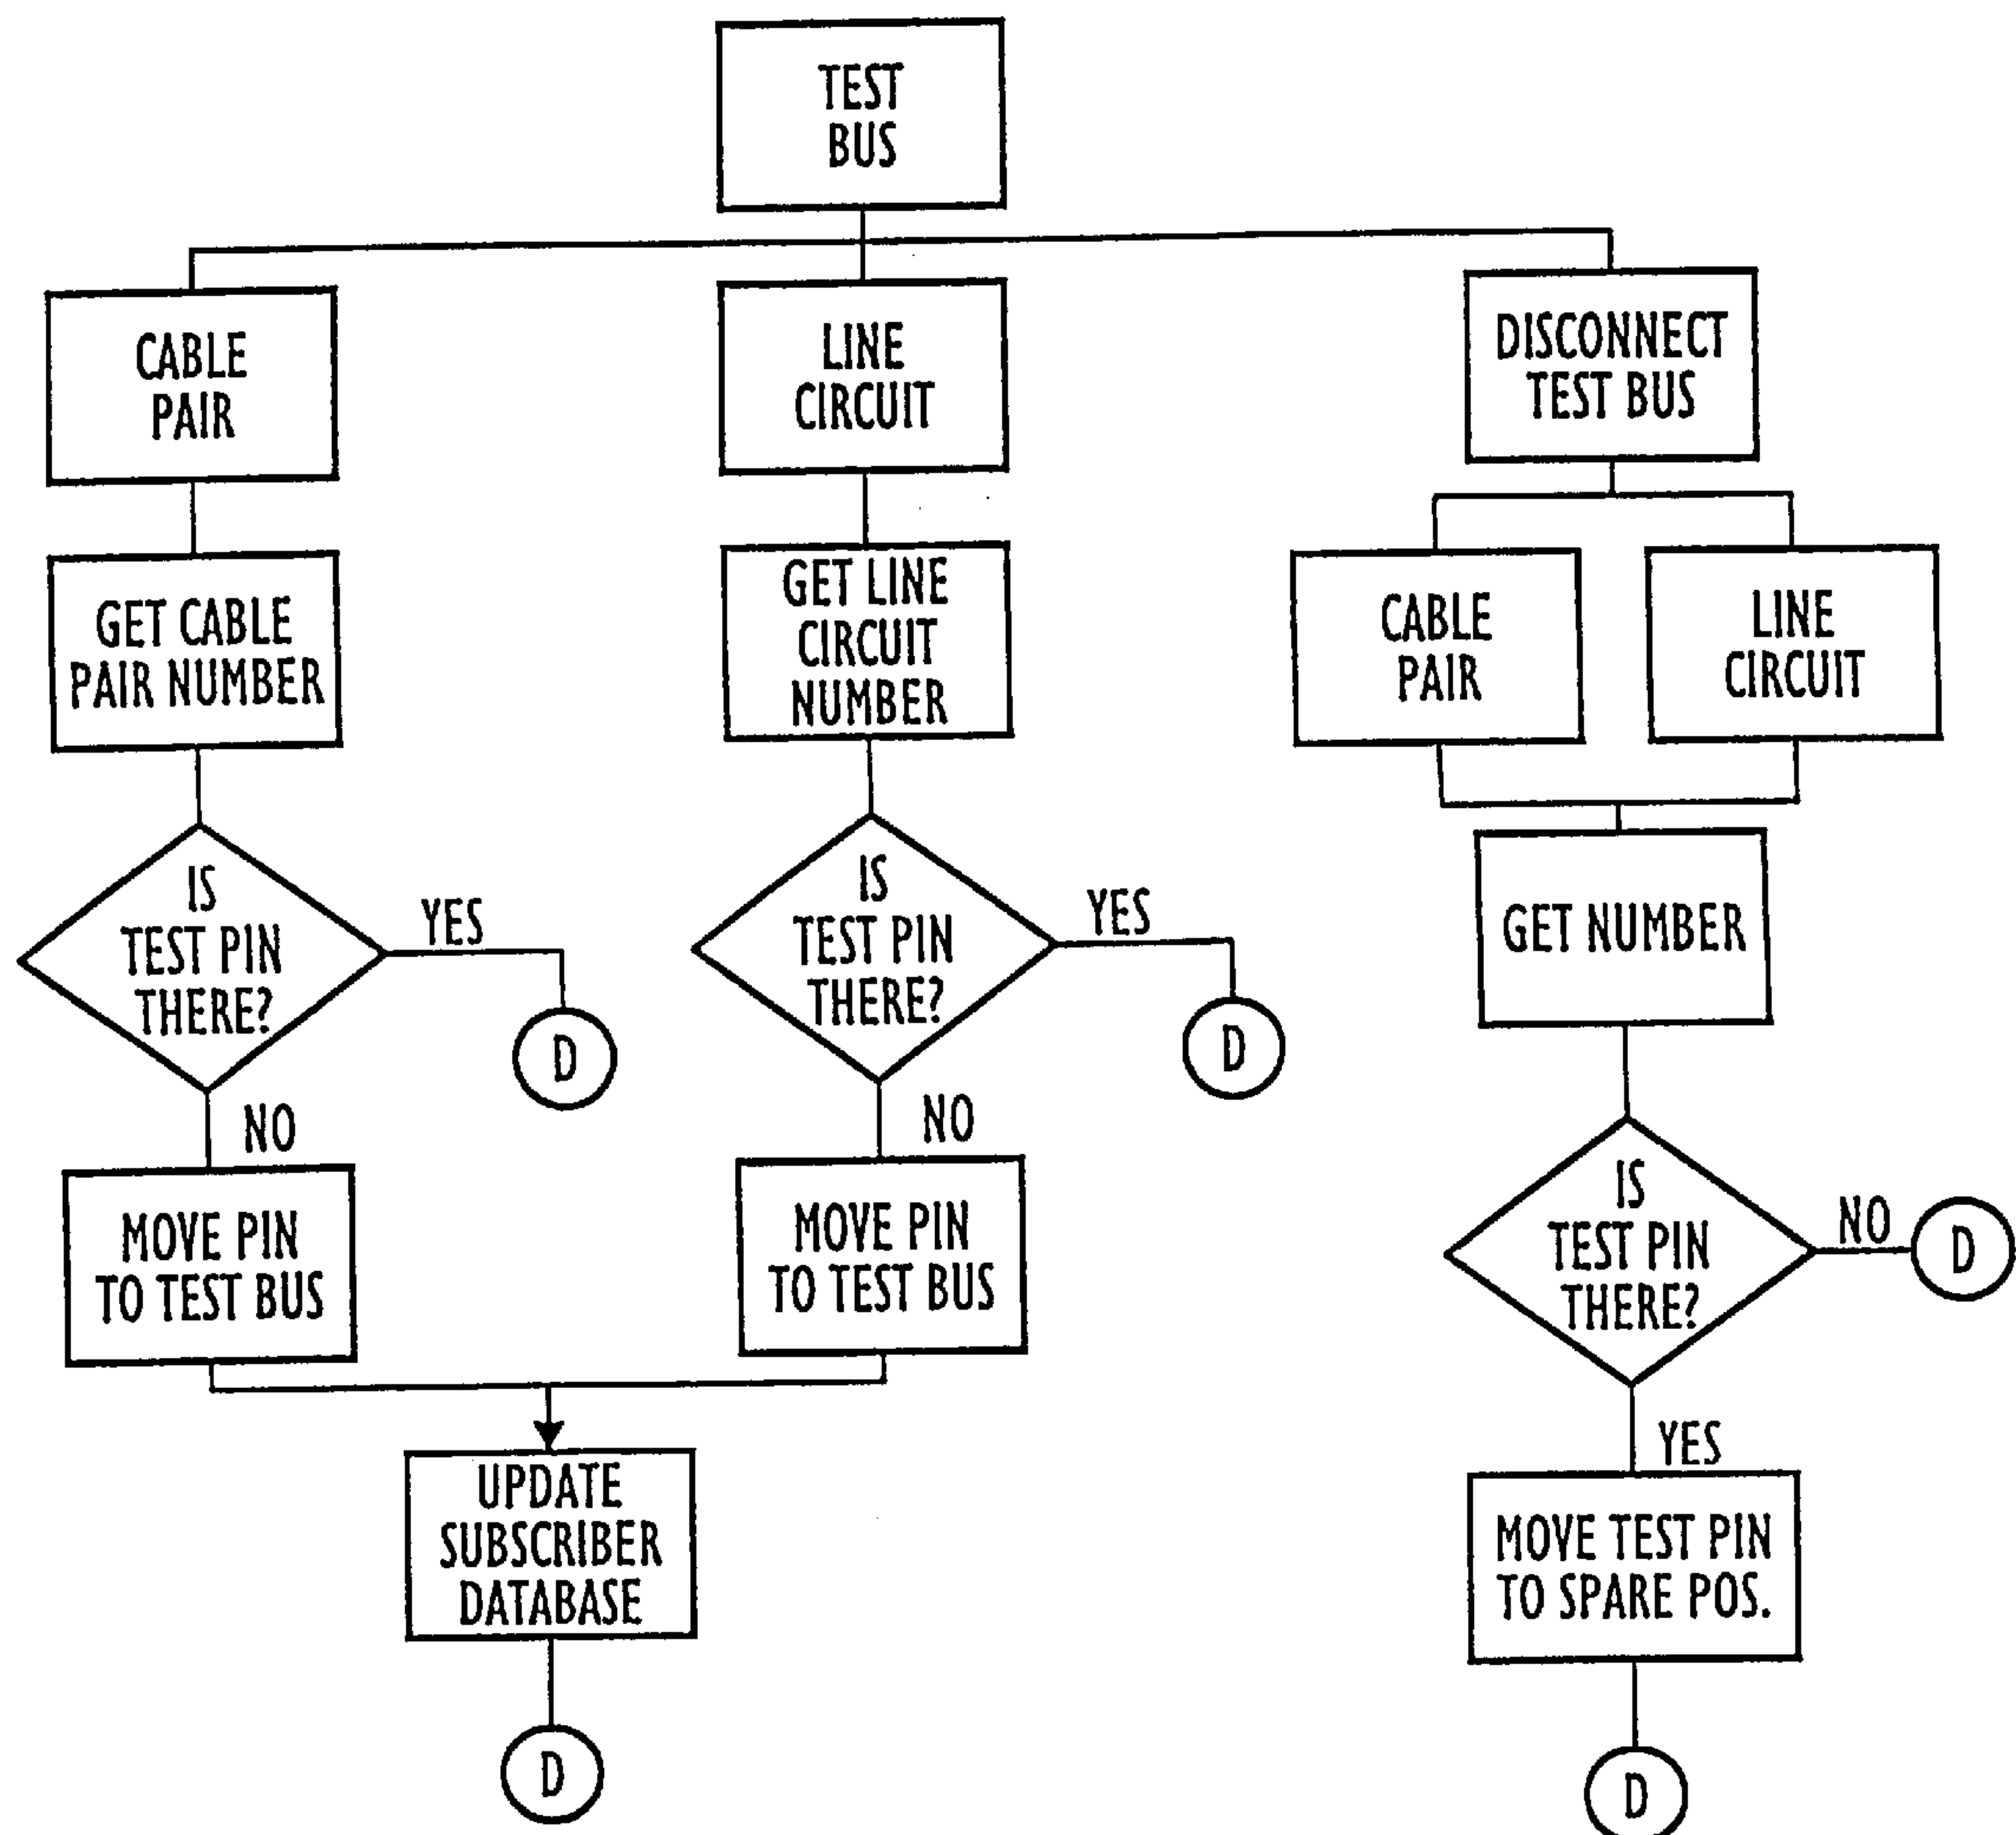 TEST
BUS
CABLE
PAIR
LINE
CIRCUIT
DISCONNECT
TEST BUS
GET CABLE
PAIR NUMBER
GET LINE
CIRCUIT
NUMBER
CABLE
PAIR
LINE
CIRCUIT
IS
TEST PIN
THERE?
YES
D
NO
IS
TEST PIN
THERE?
YES
D
NO
GET NUMBER
MOVE PIN
TO TEST BUS
MOVE PIN
TO TEST BUS
IS
TEST PIN
THERE?
NO
D
YES
UPDATE
SUBSCRIBER
DATABASE
MOVE TEST PIN
TO SPARE POS.
D
D